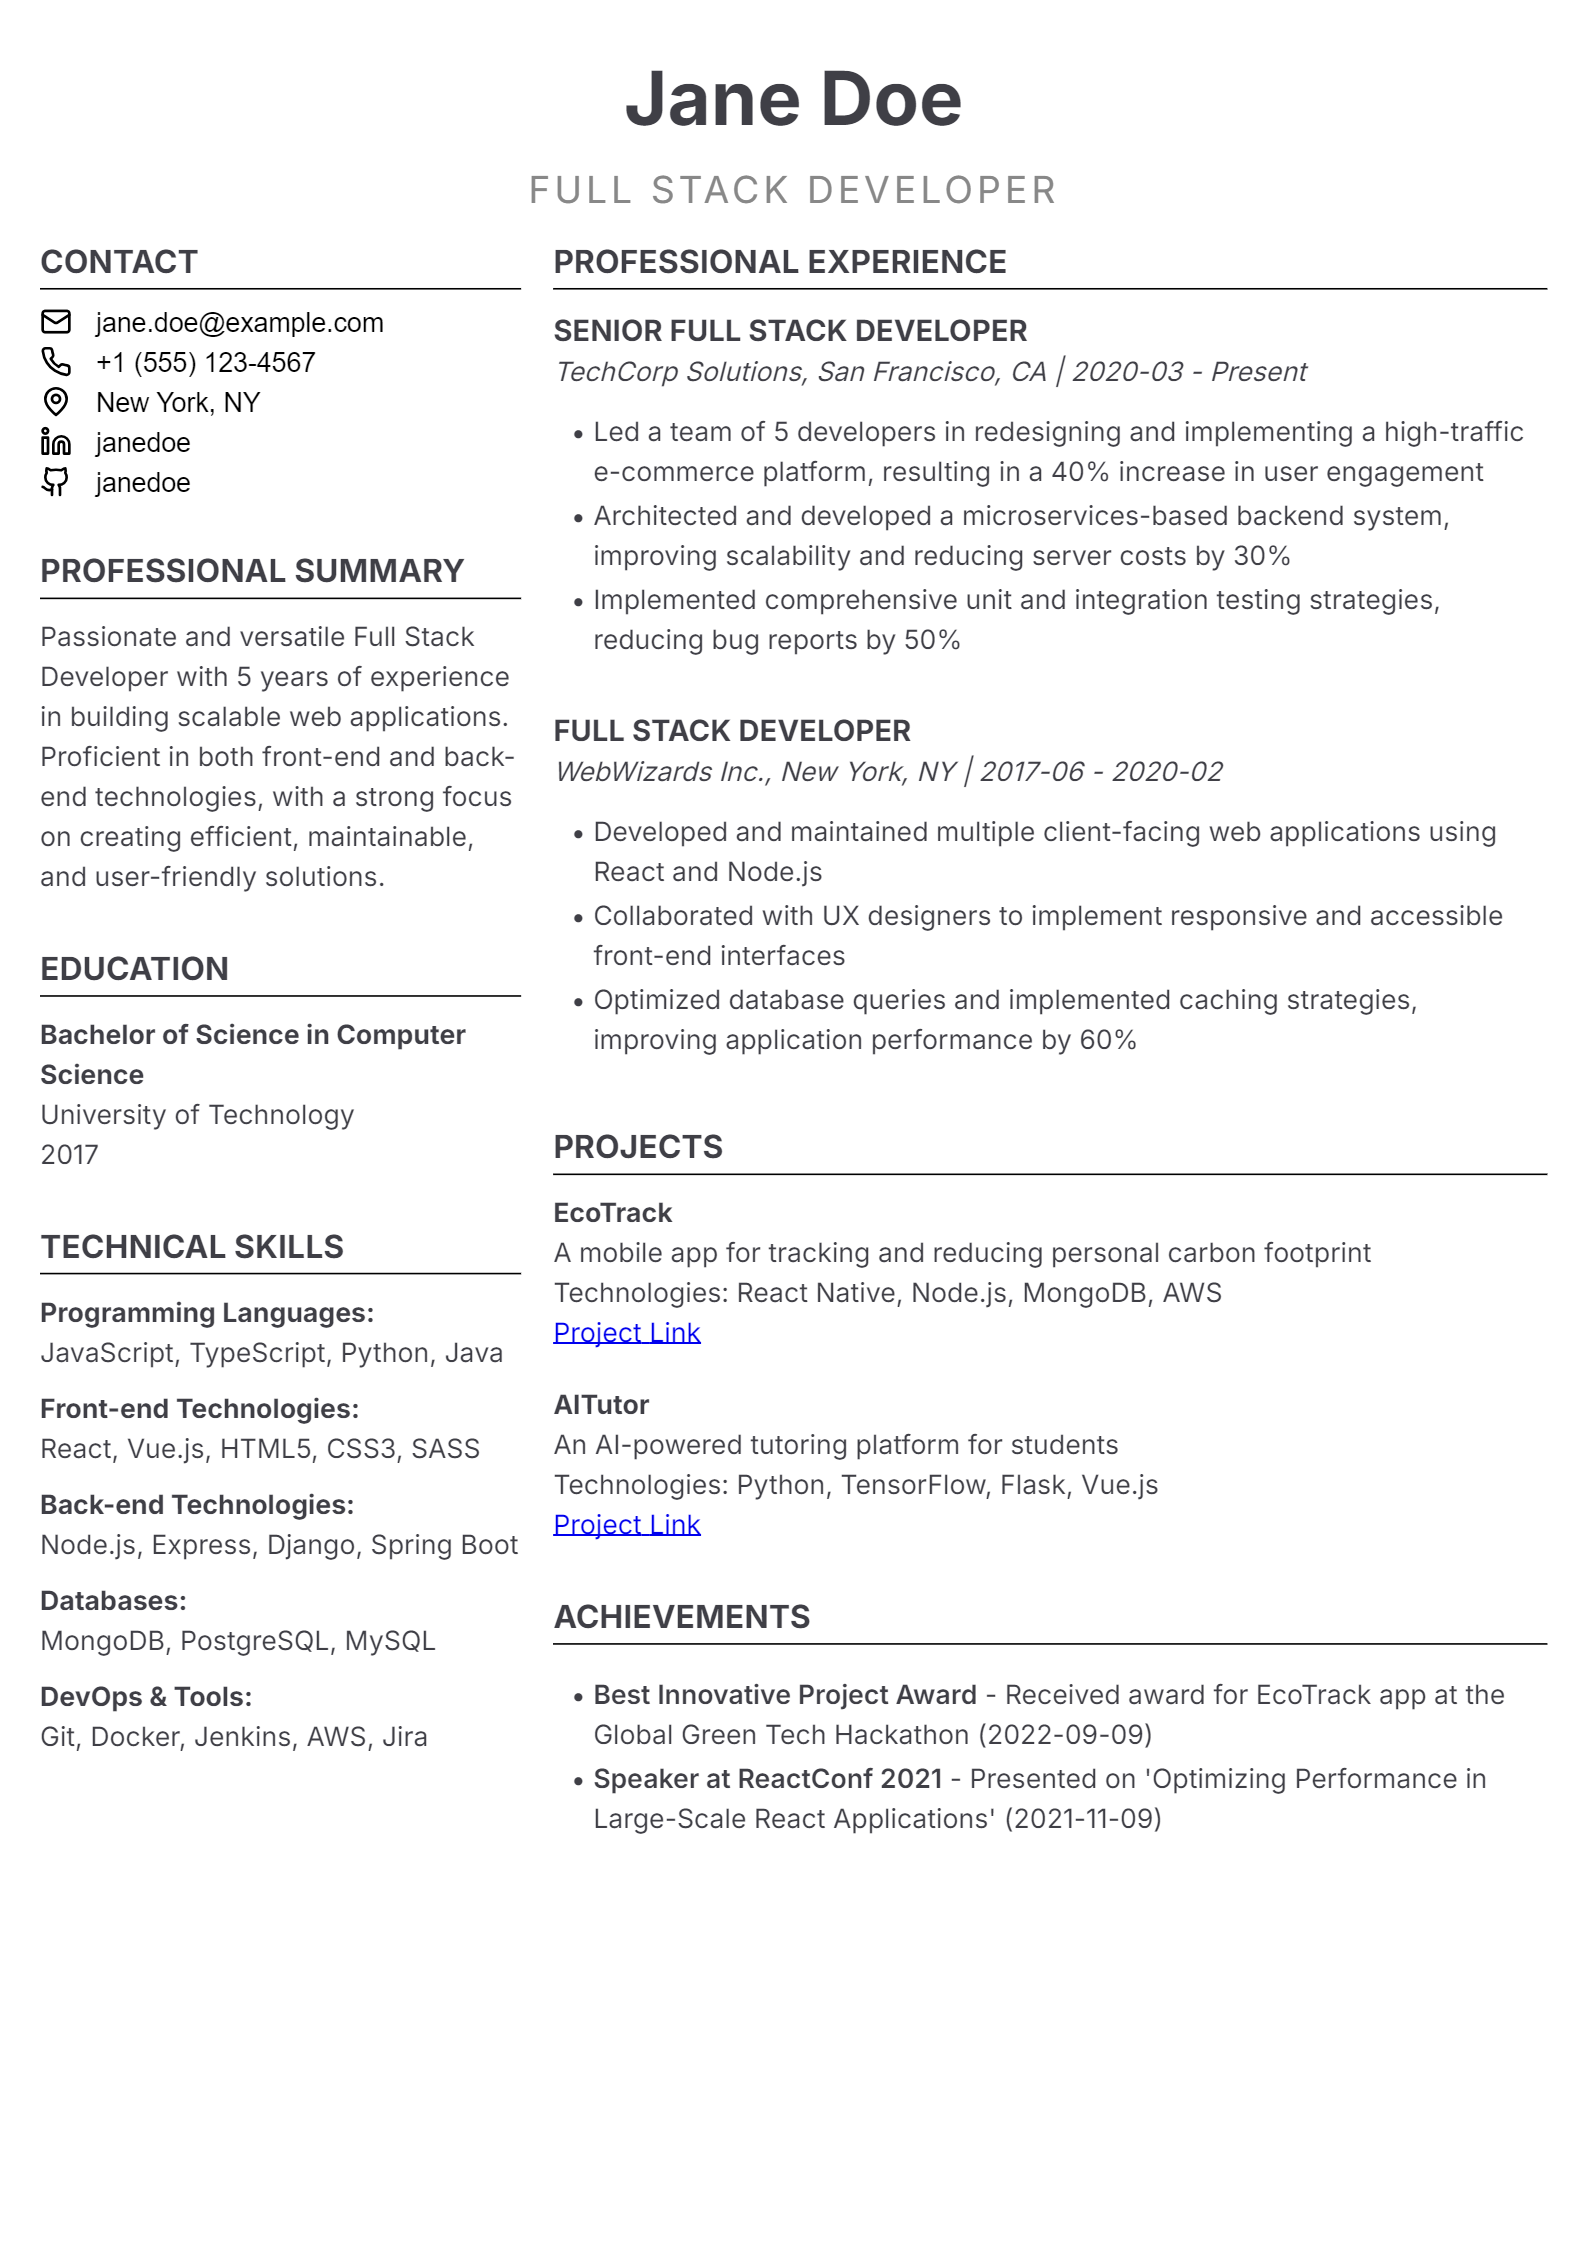 Jane Doe
FULL STACK DEVELOPER
CONTACT
jane.doe@example.com
+1 (555) 123-4567
New York, NY
janedoe
janedoe
PROFESSIONAL SUMMARY
Passionate and versatile Full Stack
Developer with 5 years of experience
in building scalable web applications.
Proficient in both front-end and back-
end technologies, with a strong focus
on creating efficient, maintainable,
and user-friendly solutions.
EDUCATION
Bachelor of Science in Computer
Science
University of Technology
2017
TECHNICAL SKILLS
Programming Languages:
JavaScript, TypeScript, Python, Java
Front-end Technologies:
React, Vue.js, HTML5, CSS3, SASS
Back-end Technologies:
Node.js, Express, Django, Spring Boot
Databases:
MongoDB, PostgreSQL, MySQL
DevOps & Tools:
Git, Docker, Jenkins, AWS, Jira
PROFESSIONAL EXPERIENCE
SENIOR FULL STACK DEVELOPER
TechCorp Solutions, San Francisco, CA | 2020-03 - Present
• Led a team of 5 developers in redesigning and implementing a high-traffic
e-commerce platform, resulting in a 40% increase in user engagement
• Architected and developed a microservices-based backend system,
improving scalability and reducing server costs by 30%
• Implemented comprehensive unit and integration testing strategies,
reducing bug reports by 50%
FULL STACK DEVELOPER
WebWizards Inc., New York, NY | 2017-06 - 2020-02
• Developed and maintained multiple client-facing web applications using
React and Node.js
• Collaborated with UX designers to implement responsive and accessible
front-end interfaces
• Optimized database queries and implemented caching strategies,
improving application performance by 60%
PROJECTS
EcoTrack
A mobile app for tracking and reducing personal carbon footprint
Technologies: React Native, Node.js, MongoDB, AWS
Project Link
AITutor
An AI-powered tutoring platform for students
Technologies: Python, TensorFlow, Flask, Vue.js
Project Link
ACHIEVEMENTS
• Best Innovative Project Award - Received award for EcoTrack app at the
Global Green Tech Hackathon (2022-09-09)
• Speaker at ReactConf 2021 - Presented on 'Optimizing Performance in
Large-Scale React Applications' (2021-11-09)